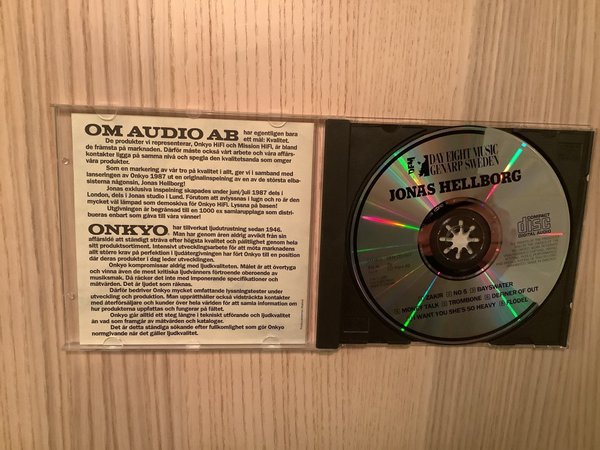 OM AUDIO AB har egentligen bara
ett mål: Kvalitet.
De produkter vi representerar, Onkyo HiFi och Mission HiFi, är bland
de främsta på marknaden. Därför måste också vårt arbete och våra affärs-
kontakter ligga på samma nivå och spegla den kvalitetsanda som omger
våra produkter.
Som en markering av vår tro på kvalitet i allt, ger vi i samband med
lanseringen av Onkyo 1987 ut en originalinspelning av en av de största elba-
sisterna någonsin, Jonas Hellborg!
Jonas exklusiva inspelning skapades under juni/juli 1987 dels i
London, dels i Jonas studio i Lund. Förutom att avlyssnas i lugn och ro är den
mycket väl lämpad som demoskiva för Onkyo HiFi. Lyssna på basen!
Utgivningen är begränsad till en 1000 ex samlarupplaga som distri-
bueras enbart som gåva till våra vänner!
ONKYO har tillverkat ljudutrustning sedan 1946.
Man har genom åren aldrig avvikit från sin
affärsidé att ständigt sträva efter högsta kvalitet och pålitlighet genom hela
sitt produktsortiment. Intensivt utvecklingsarbete för att möta marknadens
allt större krav på perfektion i ljudåtergivningen har fört Onkyo till en position
där deras produkter i dag leder utvecklingen.
Onkyo kompromissar aldrig med ljudkvaliteten. Målet är att övertyga
och vinna även de mest kritiska ljudvänners förtroende oberoende av
musiksmak. Då räcker det inte med imponerande specifikationer och
mätvärden. Det är ljudet som räknas.
Därför bedriver Onkyo mycket omfattande lyssningstester under
utveckling och produktion. Man upprätthåller också vidsträckta kontakter
med återförsäljare och kunder över hela världen för att samla information om
hur produkterna uppfattas och fungerar på fältet.
Onkyo går alltid ett steg längre i tekniskt utförande och ljudkvalitet
än vad som framgår av mätvärden och kataloger.
Det är detta ständiga sökande efter fullkomlighet som gör Onkyo
normgivande när det gäller ljudkvalitet.
DAY EIGHT MUSIC
GENARP SWEDEN
JONAS HELLBORG
COMPACT
disc
DIGITAL AUDIO
ZAKIR NO 5 BAYSWATER
MONEY TALK TROMBONE DEFINER OF OUT
I WANT YOU SHE'S SO HEAVY FLODEL